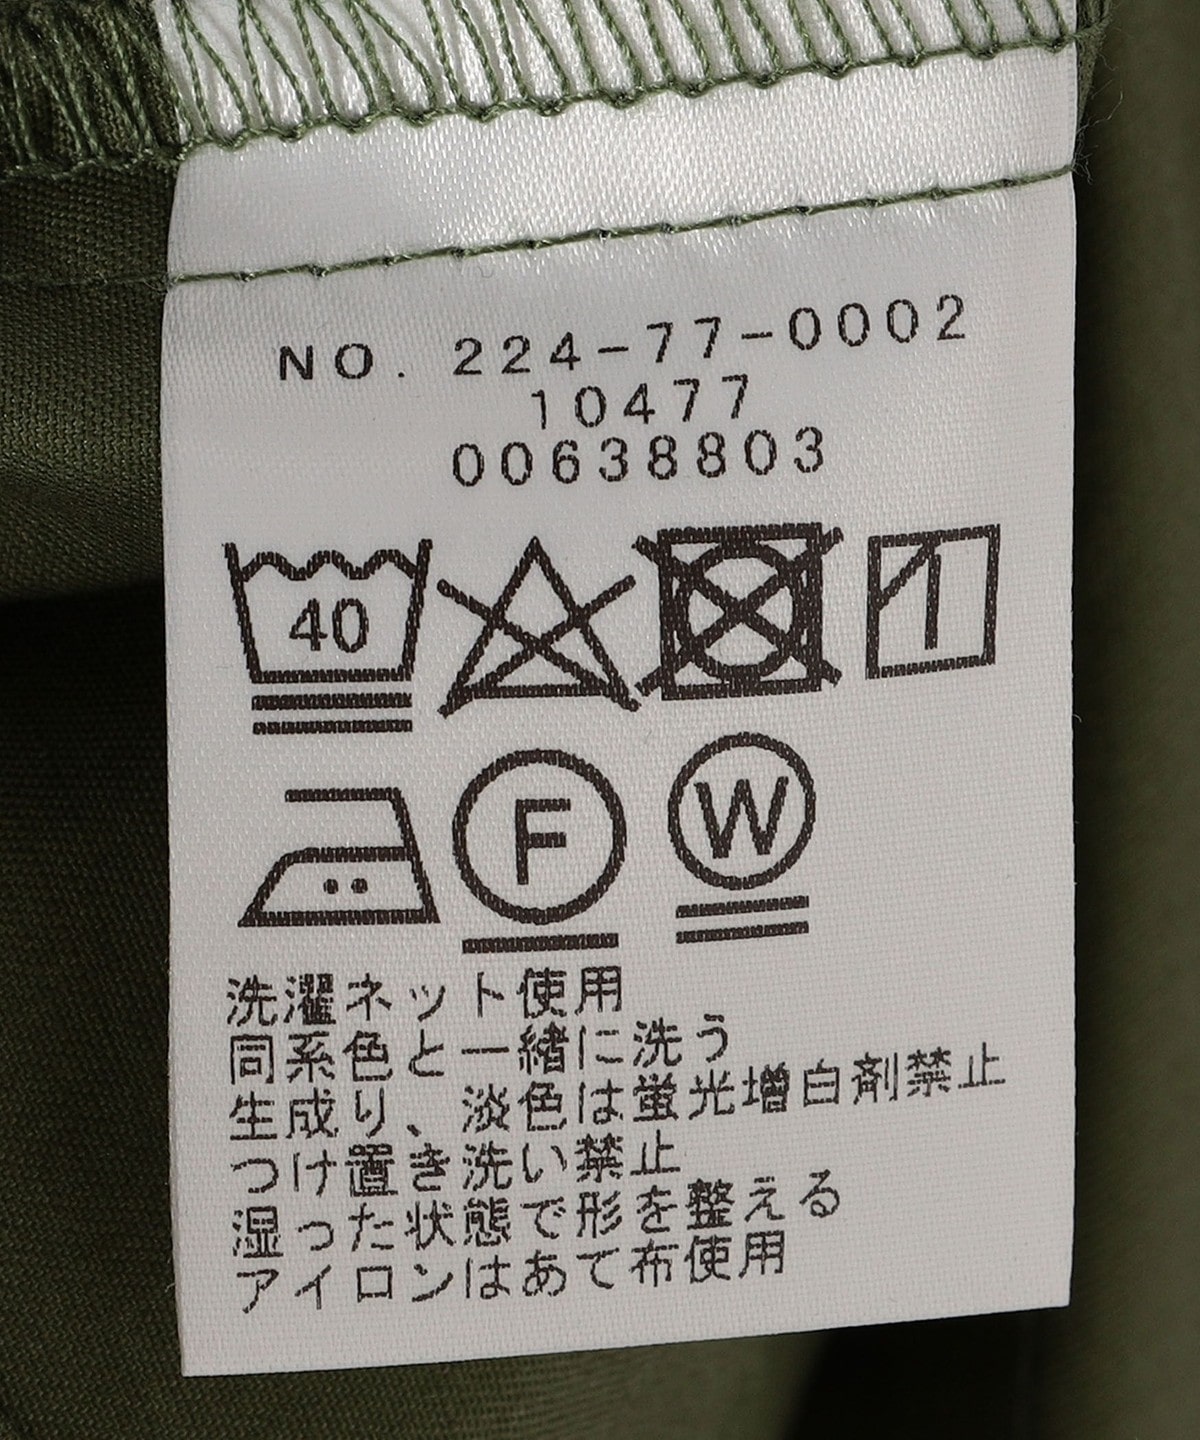 NO. 224-77-0002
10477
00638803
40
F W
洗濯ネット使用
同系色と一緒に洗う
生成り、淡色は蛍光増白剤禁止
つけ置き洗い禁止
湿った状態で形を整える
アイロンはあて布使用